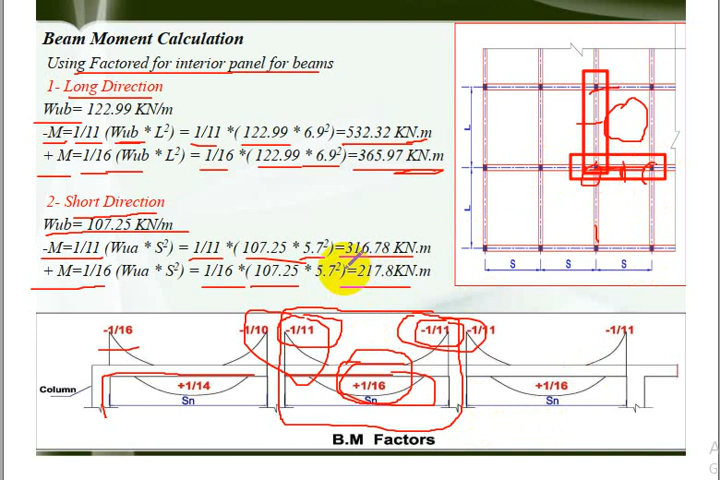 Beam Moment Calculation
Using Factored for interior panel for beams
1- Long Direction
Wub= 122.99 KN/m
-M=1/11 (Wub * L²) = 1/11 *( 122.99 * 6.9²)=532.32 KN.m
+ M=1/16 (Wub * L²) = 1/16 *( 122.99 * 6.9²)=365.97 KN.m
2- Short Direction
Wub= 107.25 KN/m
-M=1/11 (Wua * S²) = 1/11 *( 107.25 * 5.7²)=316.78 KN.m
+ M=1/16 (Wua * S²) = 1/16 *( 107.25 * 5.7²)=217.8KN.m
L
L
S S S
-1/16 -1/10 -1/11 -1/11 -1/11 -1/11
Column +1/14 +1/16 +1/16
Sn Sn Sn
B.M Factors